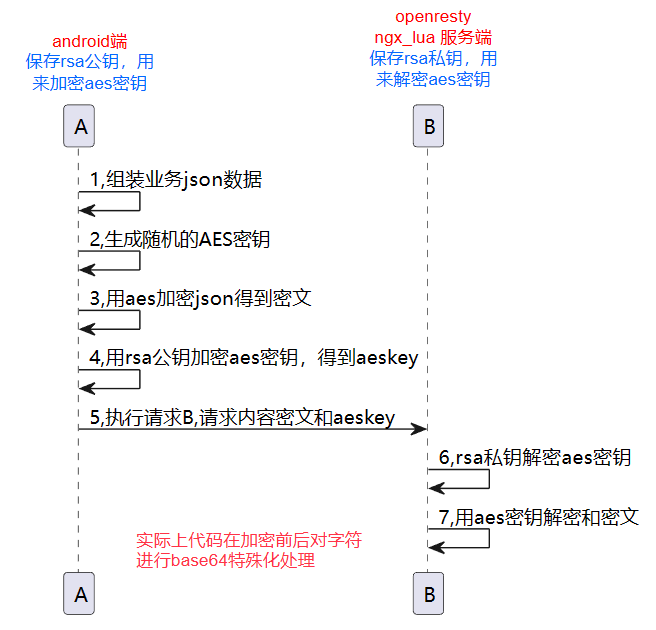 android端
保存rsa公钥，用
来加密aes密钥
openresty
ngx_lua 服务端
保存rsa私钥，用
来解密aes密钥
A
B
1,组装业务json数据
2,生成随机的AES密钥
3,用aes加密json得到密文
4,用rsa公钥加密aes密钥，得到aeskey
5,执行请求B,请求内容密文和aeskey
6,rsa私钥解密aes密钥
7,用aes密钥解密和密文
实际上代码在加密前后对字符
进行base64特殊化处理
A
B